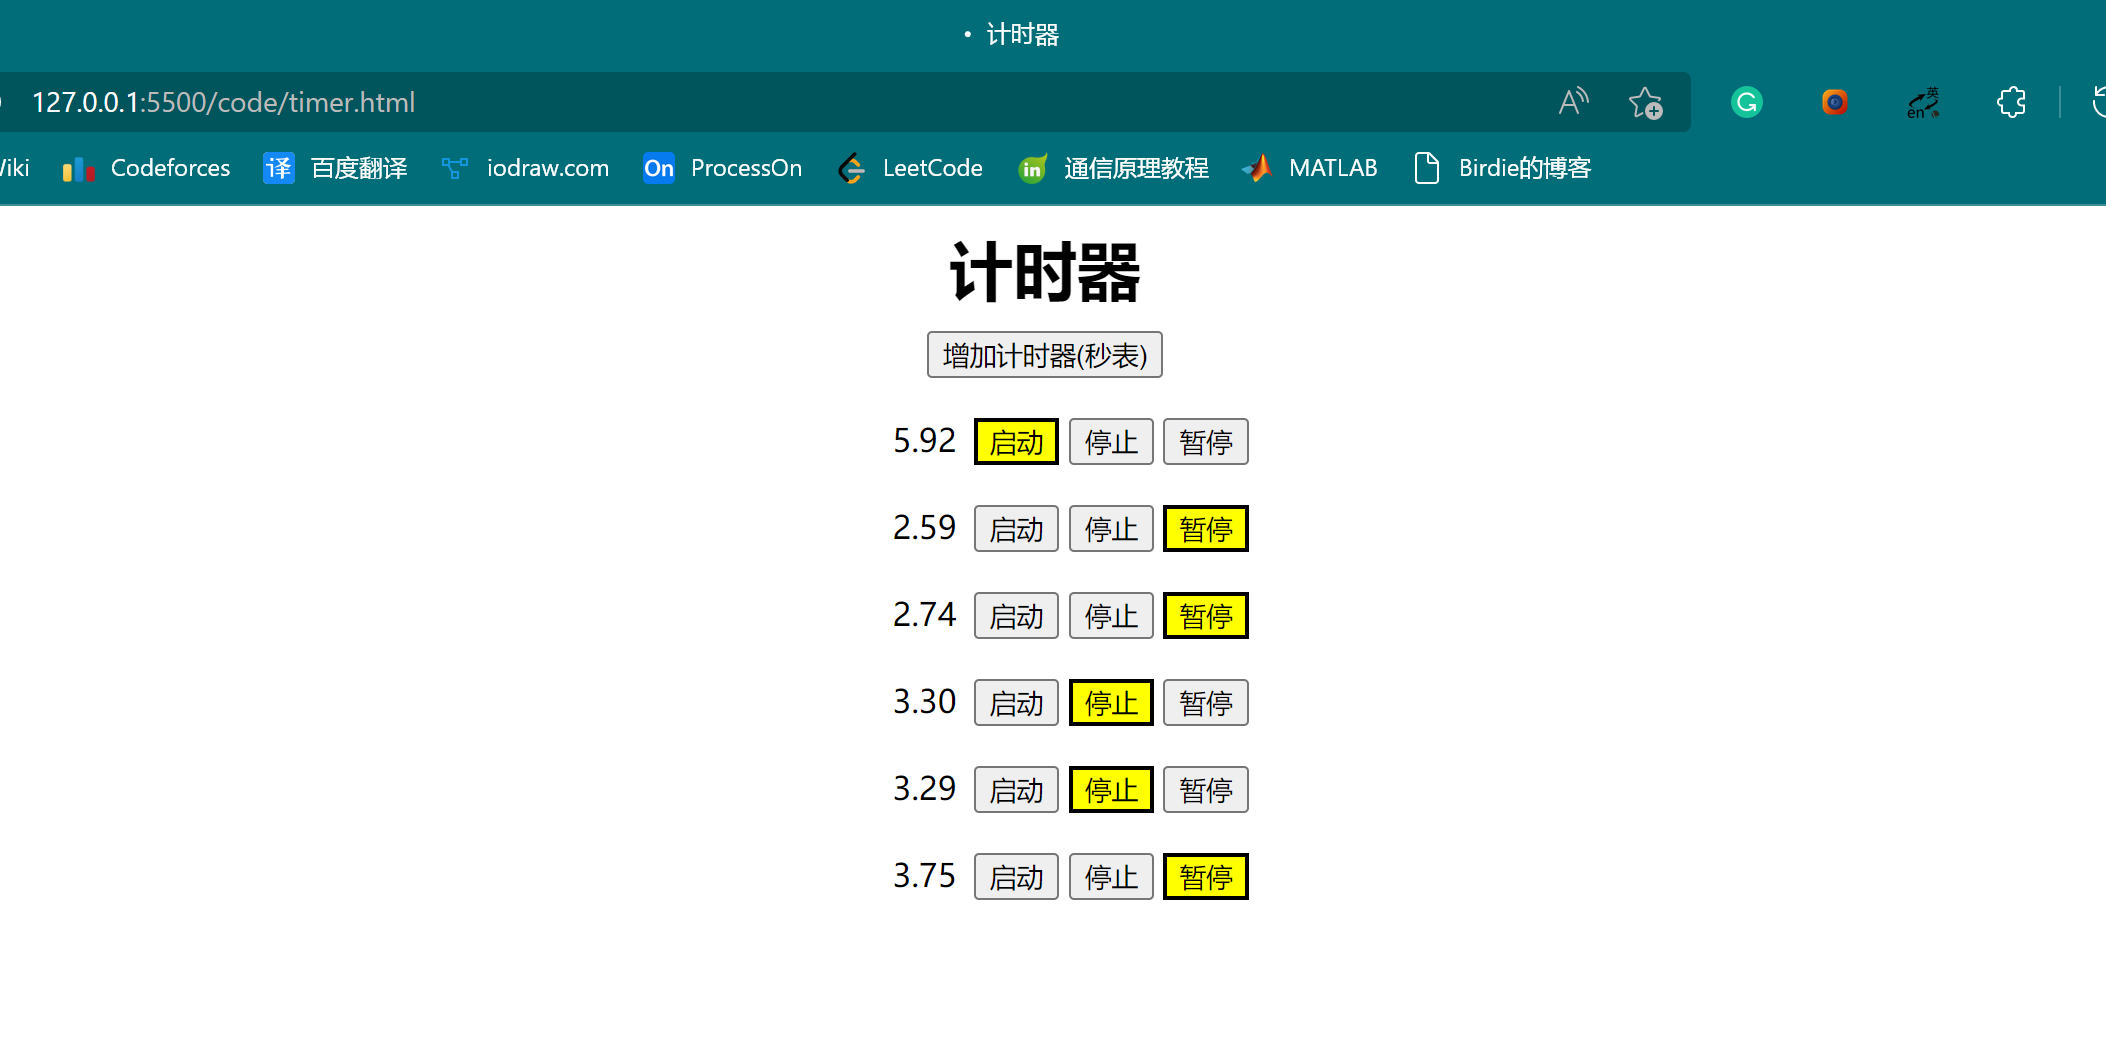 • 计时器
127.0.0.1:5500/code/timer.html
英
en
Wiki Codeforces 译 百度翻译 iodraw.com On ProcessOn LeetCode in 通信原理教程 MATLAB Birdie的博客
计时器
增加计时器(秒表)
5.92 启动 停止 暂停
2.59 启动 停止 暂停
2.74 启动 停止 暂停
3.30 启动 停止 暂停
3.29 启动 停止 暂停
3.75 启动 停止 暂停